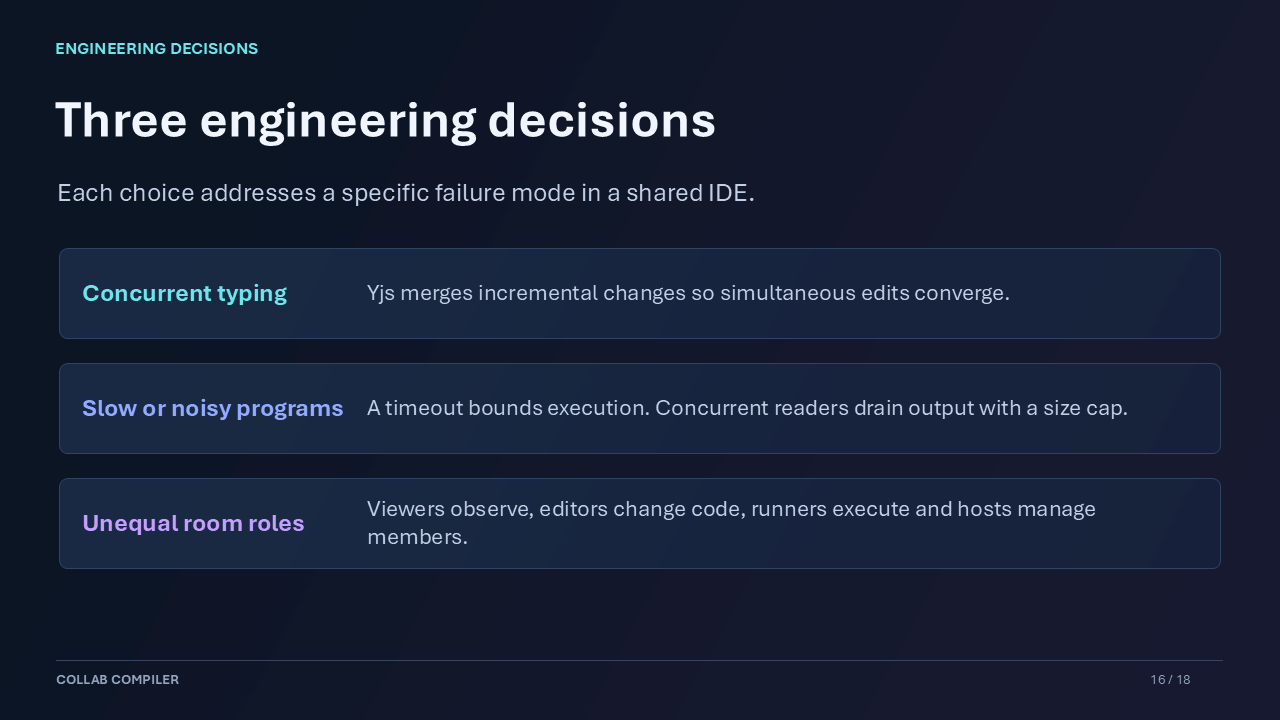 ENGINEERING DECISIONS
Three engineering decisions
Each choice addresses a specific failure mode in a shared IDE.
Concurrent typing
Yjs merges incremental changes so simultaneous edits converge.
Slow or noisy programs
A timeout bounds execution. Concurrent readers drain output with a size cap.
Unequal room roles
Viewers observe, editors change code, runners execute and hosts manage
members.
COLLAB COMPILER
16 / 18